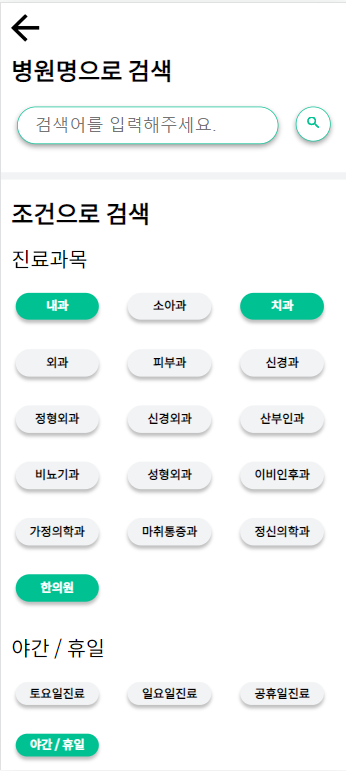 병원명으로 검색
검색어를 입력해주세요.
조건으로 검색
진료과목
내과 소아과 치과
외과 피부과 신경과
정형외과 신경외과 산부인과
비뇨기과 성형외과 이비인후과
가정의학과 마취통증과 정신의학과
한의원
야간 / 휴일
토요일진료 일요일진료 공휴일진료
야간 / 휴일